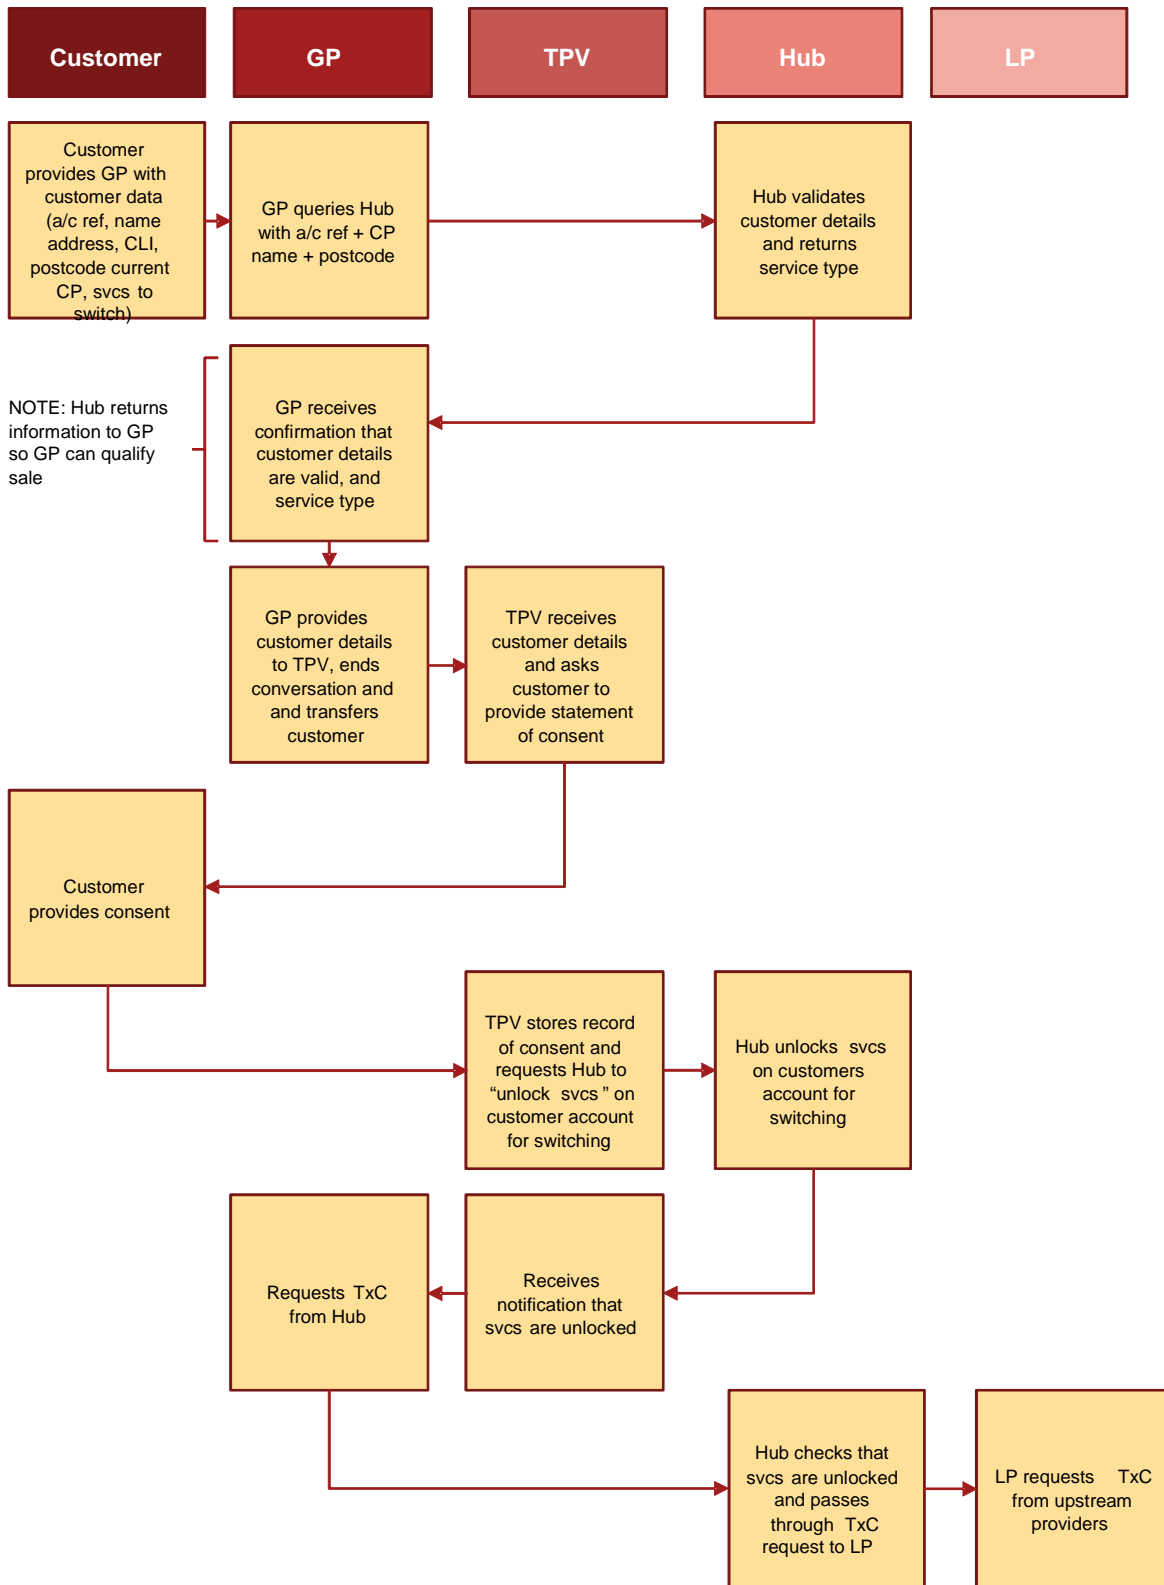 Customer
GP
TPV
Hub
LP
Customer
provides GP with
customer data
(a/c ref, name
address, CLI,
postcode current
CP, svcs to
switch)
GP queries Hub
with a/c ref + CP
name + postcode
Hub validates
customer details
and returns
service type
NOTE: Hub returns
information to GP
so GP can qualify
sale
GP receives
confirmation that
customer details
are valid, and
service type
GP provides
customer details
to TPV, ends
conversation and
and transfers
customer
TPV receives
customer details
and asks
customer to
provide statement
of consent
Customer
provides consent
TPV stores record
of consent and
requests Hub to
“unlock svcs” on
customer account
for switching
Hub unlocks svcs
on customers
account for
switching
Requests TxC
from Hub
Receives
notification that
svcs are unlocked
Hub checks that
svcs are unlocked
and passes
through TxC
request to LP
LP requests TxC
from upstream
providers